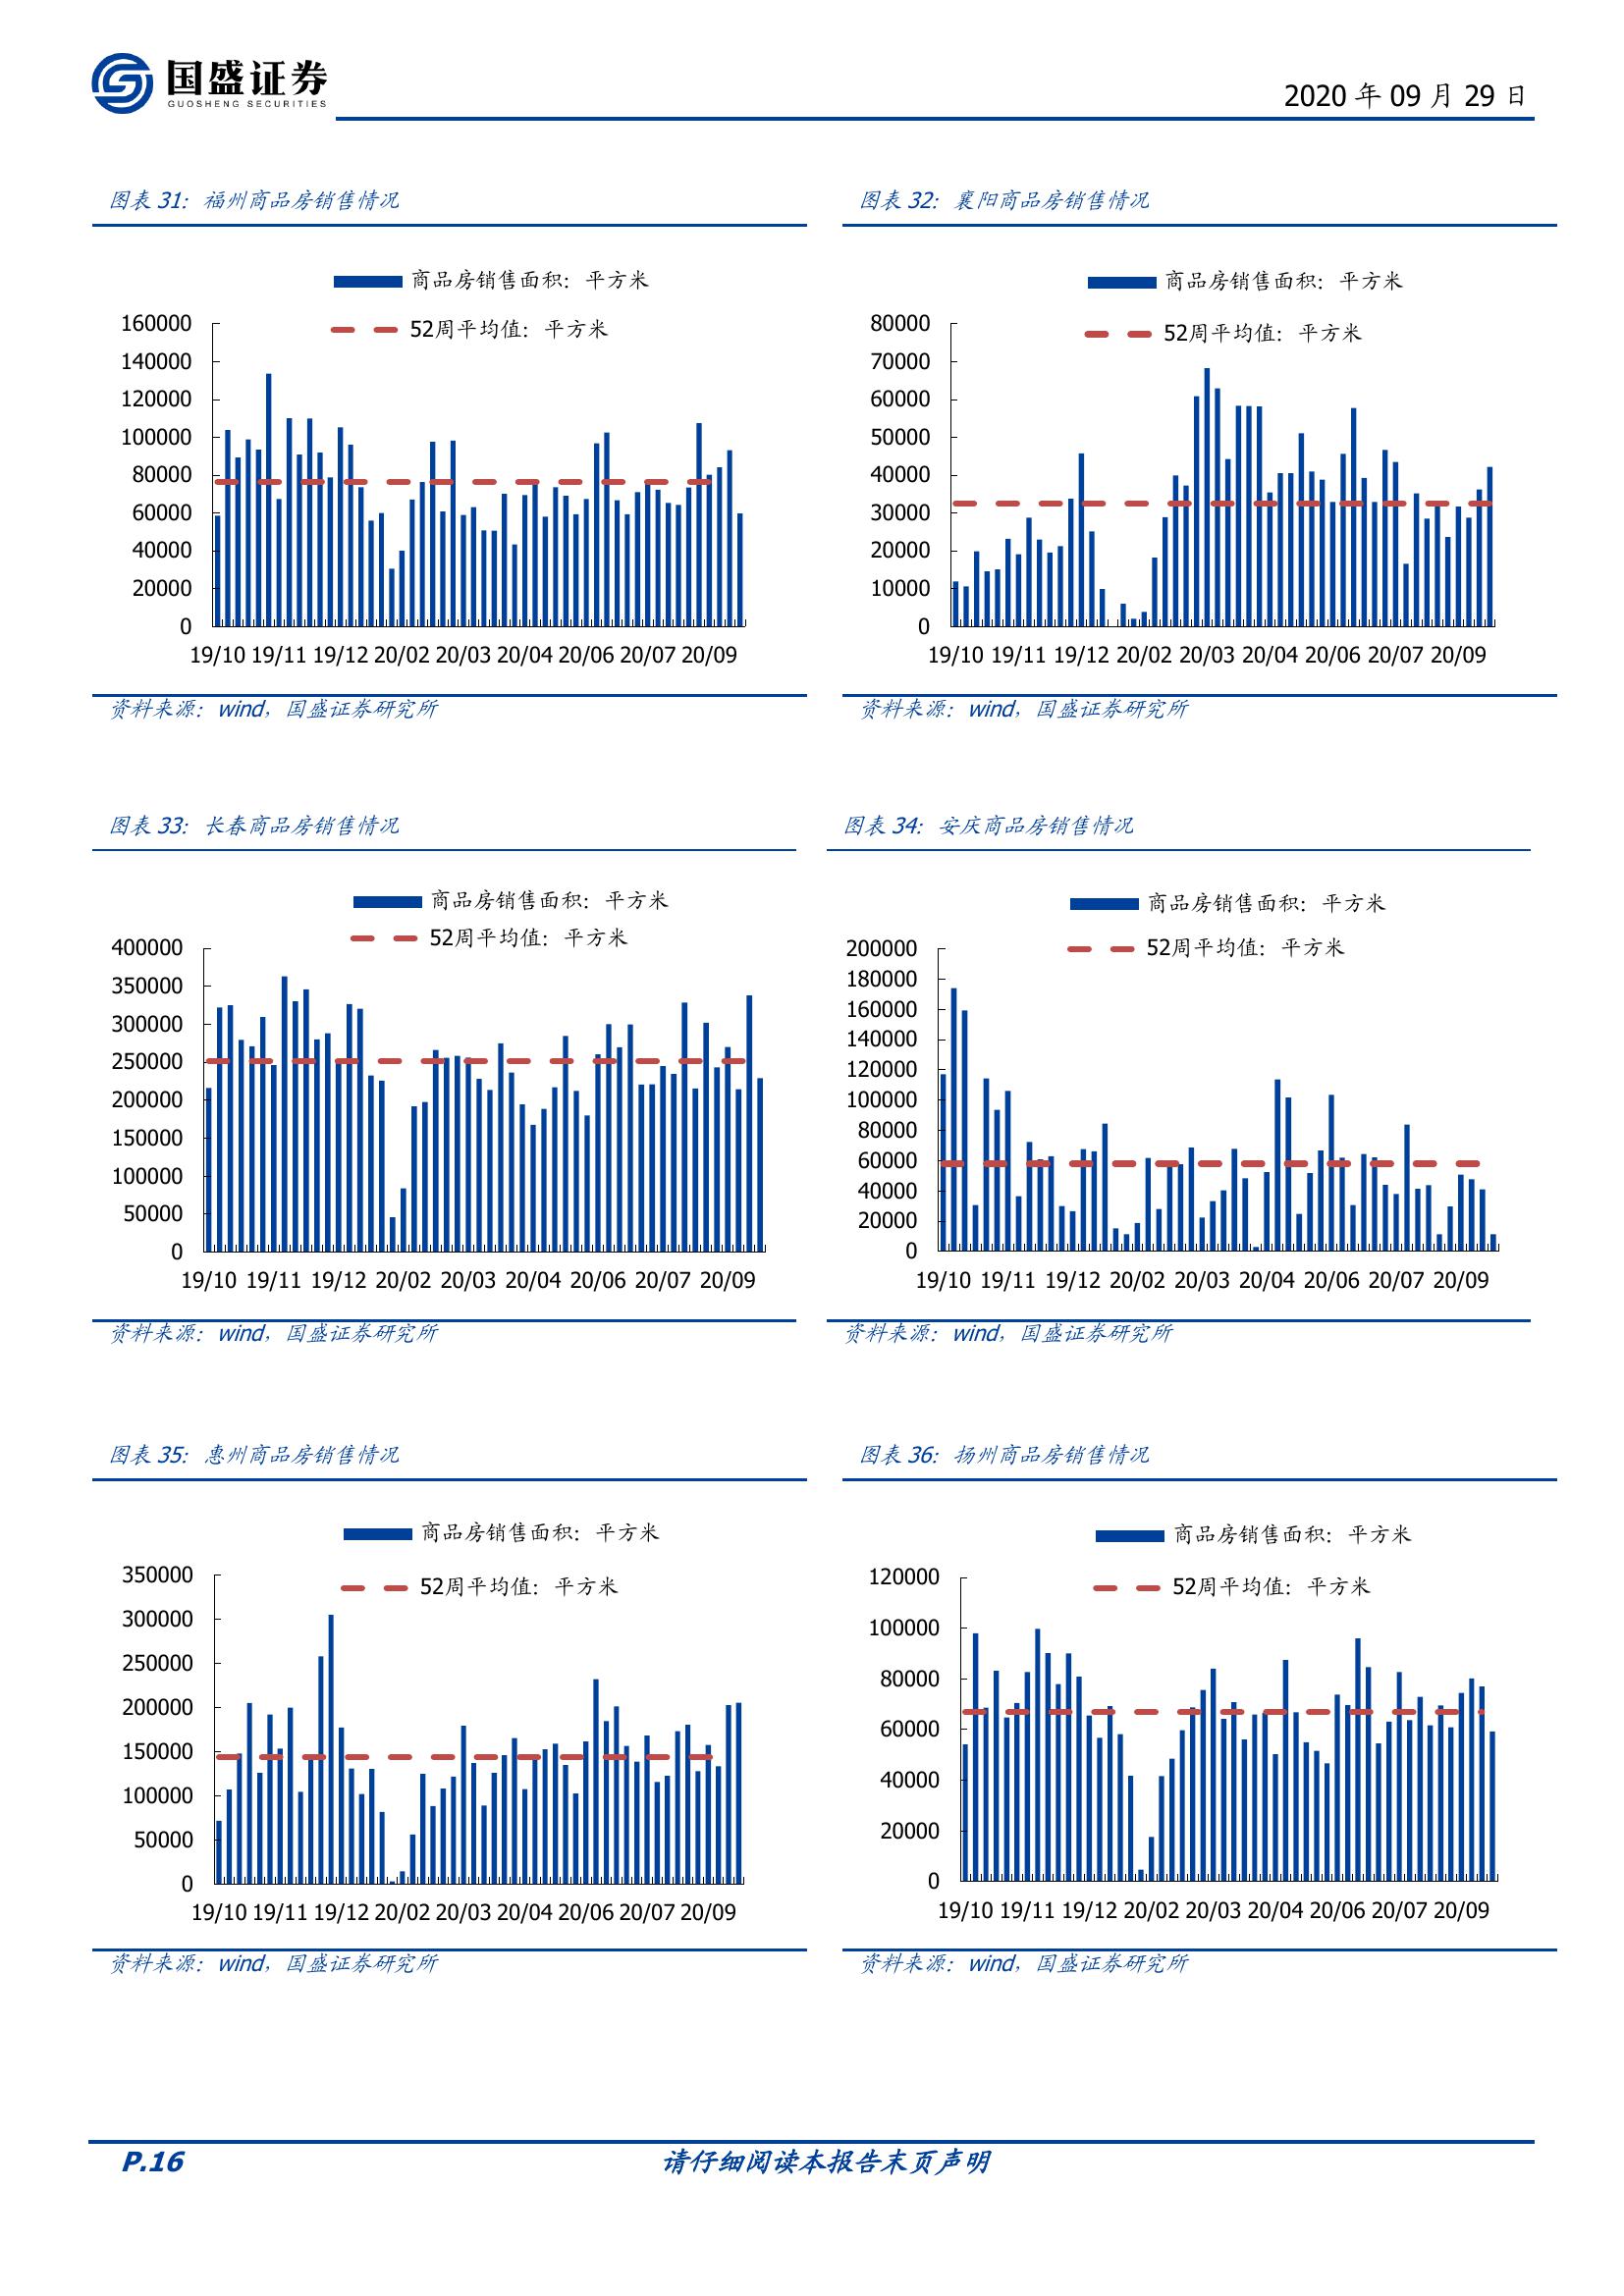 国盛证券
GUOSHENG SECURITIES
2020 年 09 月 29 日
图表 31：福州商品房销售情况
商品房销售面积：平方米
52周平均值：平方米
160000
140000
120000
100000
80000
60000
40000
20000
0
19/10 19/11 19/12 20/02 20/03 20/04 20/06 20/07 20/09
资料来源：wind，国盛证券研究所
图表 32：襄阳商品房销售情况
商品房销售面积：平方米
52周平均值：平方米
80000
70000
60000
50000
40000
30000
20000
10000
0
19/10 19/11 19/12 20/02 20/03 20/04 20/06 20/07 20/09
资料来源：wind，国盛证券研究所
图表 33：长春商品房销售情况
商品房销售面积：平方米
52周平均值：平方米
400000
350000
300000
250000
200000
150000
100000
50000
0
19/10 19/11 19/12 20/02 20/03 20/04 20/06 20/07 20/09
资料来源：wind，国盛证券研究所
图表 34：安庆商品房销售情况
商品房销售面积：平方米
52周平均值：平方米
200000
180000
160000
140000
120000
100000
80000
60000
40000
20000
0
19/10 19/11 19/12 20/02 20/03 20/04 20/06 20/07 20/09
资料来源：wind，国盛证券研究所
图表 35：惠州商品房销售情况
商品房销售面积：平方米
52周平均值：平方米
350000
300000
250000
200000
150000
100000
50000
0
19/10 19/11 19/12 20/02 20/03 20/04 20/06 20/07 20/09
资料来源：wind，国盛证券研究所
图表 36：扬州商品房销售情况
商品房销售面积：平方米
52周平均值：平方米
120000
100000
80000
60000
40000
20000
0
19/10 19/11 19/12 20/02 20/03 20/04 20/06 20/07 20/09
资料来源：wind，国盛证券研究所
P.16
请仔细阅读本报告末页声明